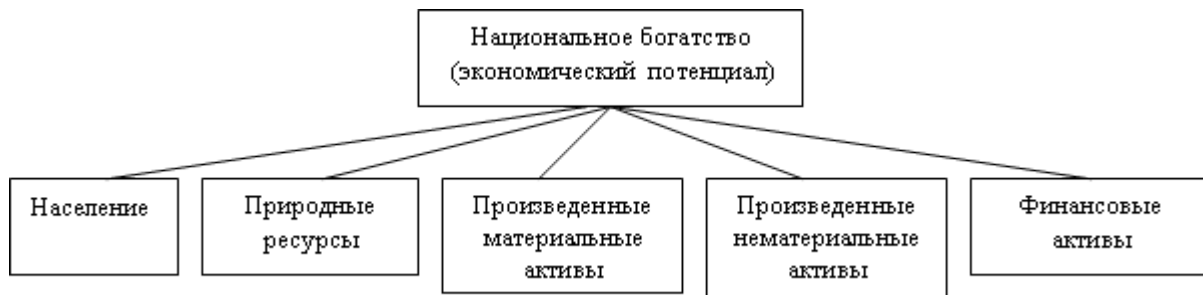 Национальное богатство
(экономический потенциал)
Население
Природные
ресурсы
Произведенные
материальные
активы
Произведенные
нематериальные
активы
Финансовые
активы